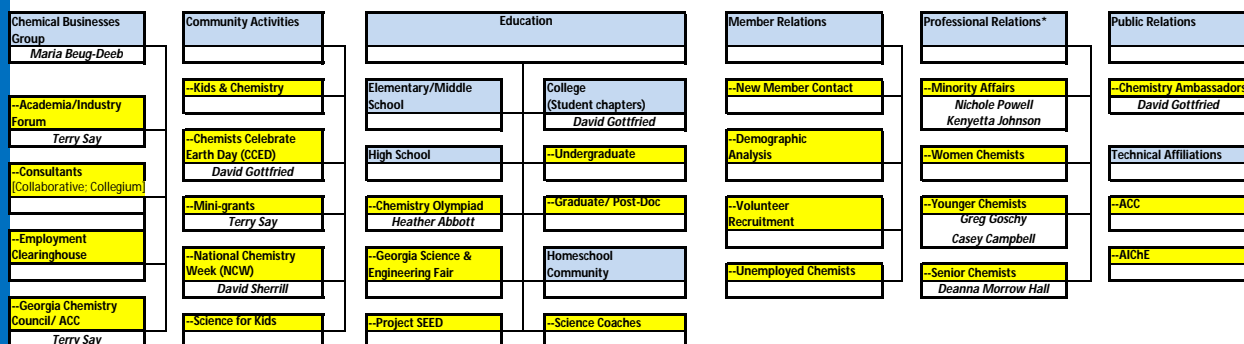 Chemical Businesses
Group
Maria Beug-Deeb
--Academia/Industry
Forum
Terry Say
--Consultants
[Collaborative; Collegium]
--Employment
Clearinghouse
--Georgia Chemistry
Council/ ACC
Terry Say
Community Activities
--Kids & Chemistry
--Chemists Celebrate
Earth Day (CCED)
David Gottfried
--Mini-grants
Terry Say
--National Chemistry
Week (NCW)
David Sherrill
--Science for Kids
Education
Elementary/Middle
School
High School
--Chemistry Olympiad
Heather Abbott
--Georgia Science &
Engineering Fair
--Project SEED
College
(Student chapters)
David Gottfried
--Undergraduate
--Graduate/ Post-Doc
Homeschool
Community
--Science Coaches
Member Relations
--New Member Contact
--Demographic
Analysis
--Volunteer
Recruitment
--Unemployed Chemists
Professional Relations*
--Minority Affairs
Nichole Powell
Kenyetta Johnson
--Women Chemists
--Younger Chemists
Greg Goschy
Casey Campbell
--Senior Chemists
Deanna Morrow Hall
Public Relations
--Chemistry Ambassadors
David Gottfried
Technical Affiliations
--ACC
--AIChE